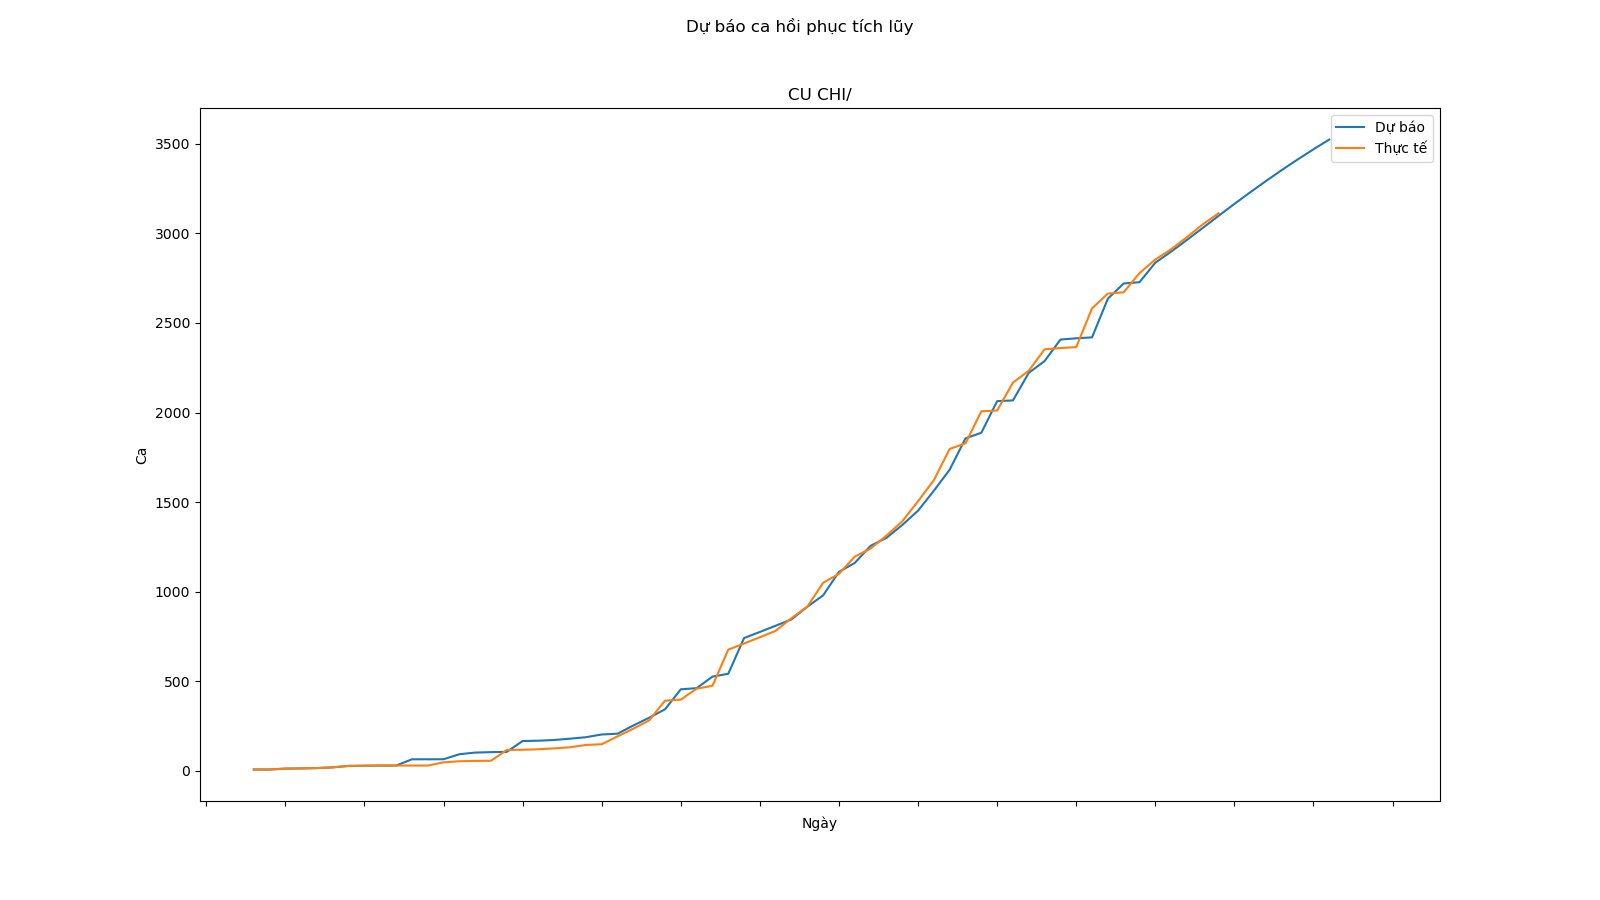 Dự báo ca hồi phục tích lũy
CU CHI/
Dự báo
Thực tế
3500
3000
2500
2000
1500
1000
500
0
Ca
Ngày